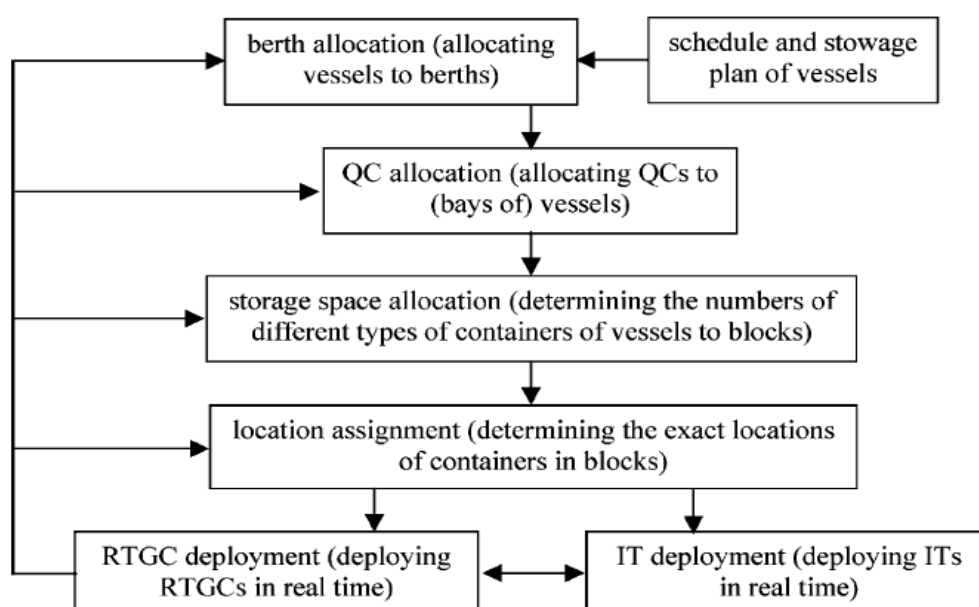 berth allocation (allocating
vessels to berths)
schedule and stowage
plan of vessels
QC allocation (allocating QCs to
(bays of) vessels)
storage space allocation (determining the numbers of
different types of containers of vessels to blocks)
location assignment (determining the exact locations
of containers in blocks)
RTGC deployment (deploying
RTGCs in real time)
IT deployment (deploying ITs
in real time)